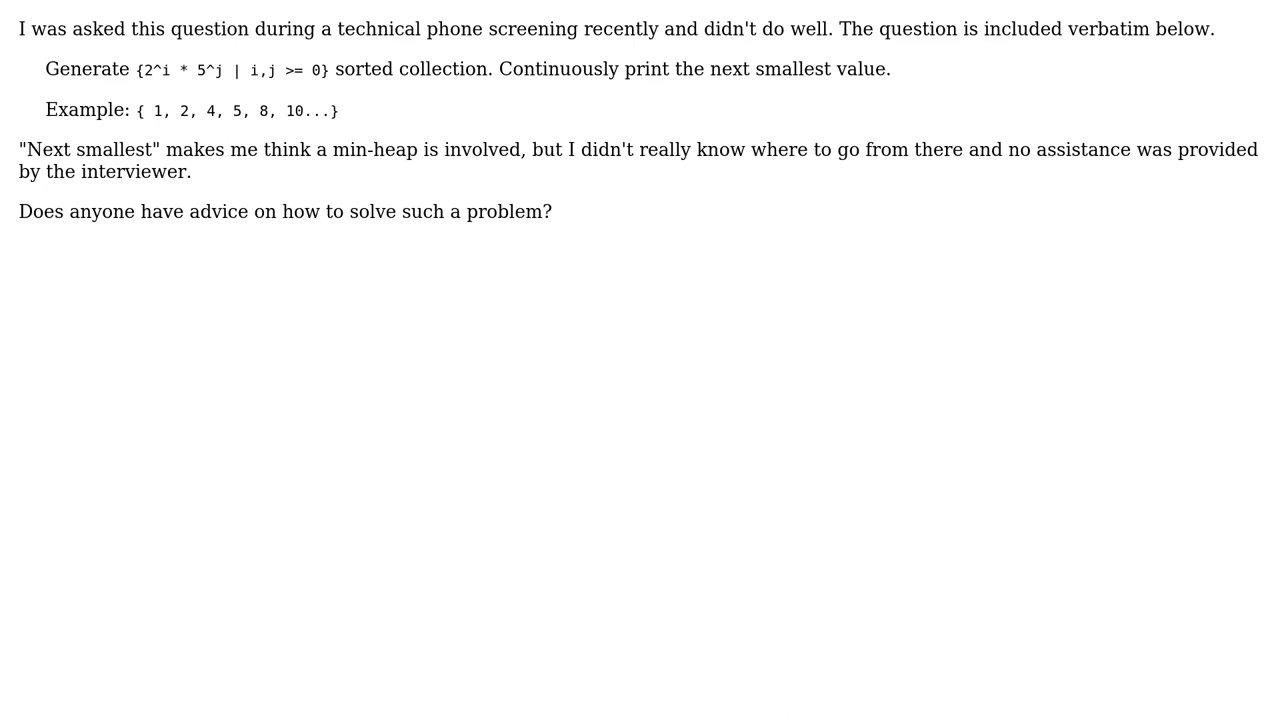 I was asked this question during a technical phone screening recently and didn't do well. The question is included verbatim below.
Generate {2^i * 5^j | i,j >= 0} sorted collection. Continuously print the next smallest value.
Example: { 1, 2, 4, 5, 8, 10...}
"Next smallest" makes me think a min-heap is involved, but I didn't really know where to go from there and no assistance was provided
by the interviewer.
Does anyone have advice on how to solve such a problem?